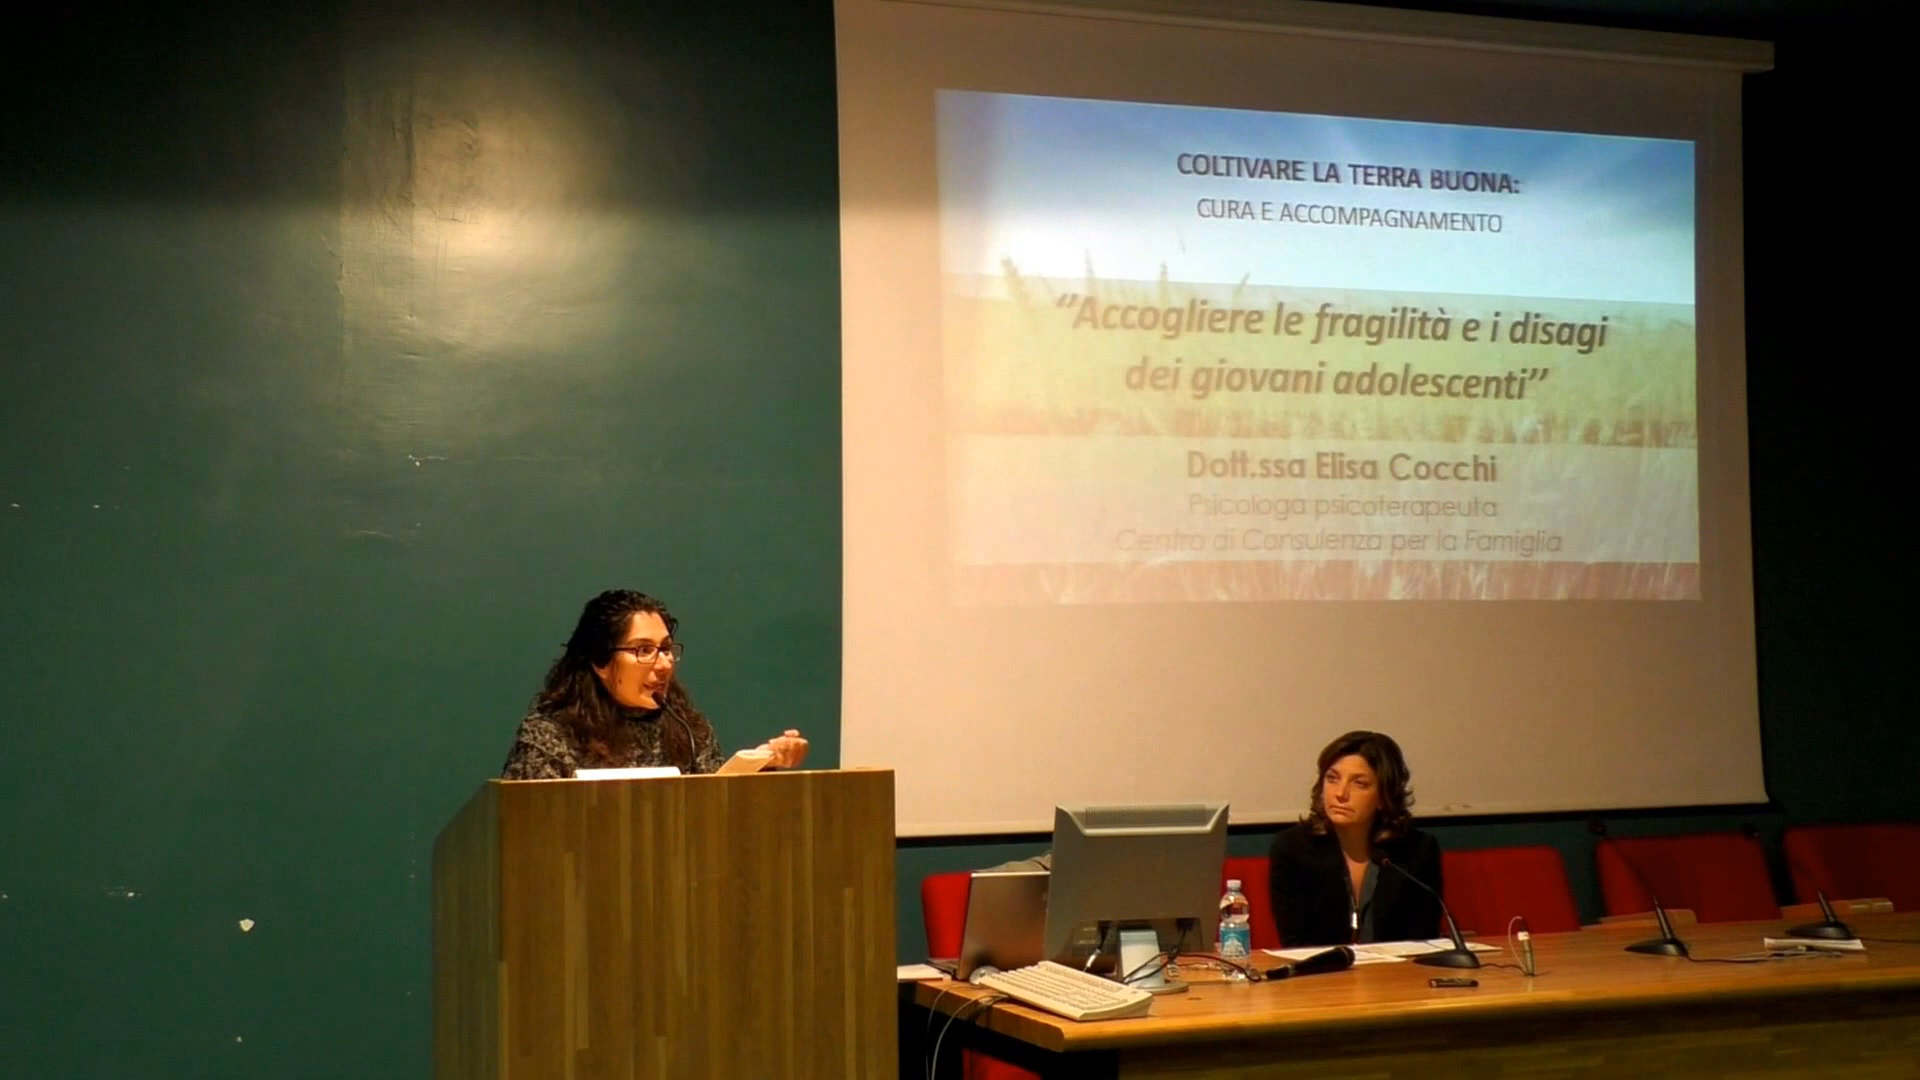 COLTIVARE LA TERRA BUONA:
CURA E ACCOMPAGNAMENTO
“Accogliere le fragilità e i disagi
dei giovani adolescenti”
Dott.ssa Elisa Cocchi
Psicologa psicoterapeuta
Centro di Consulenza per la Famiglia